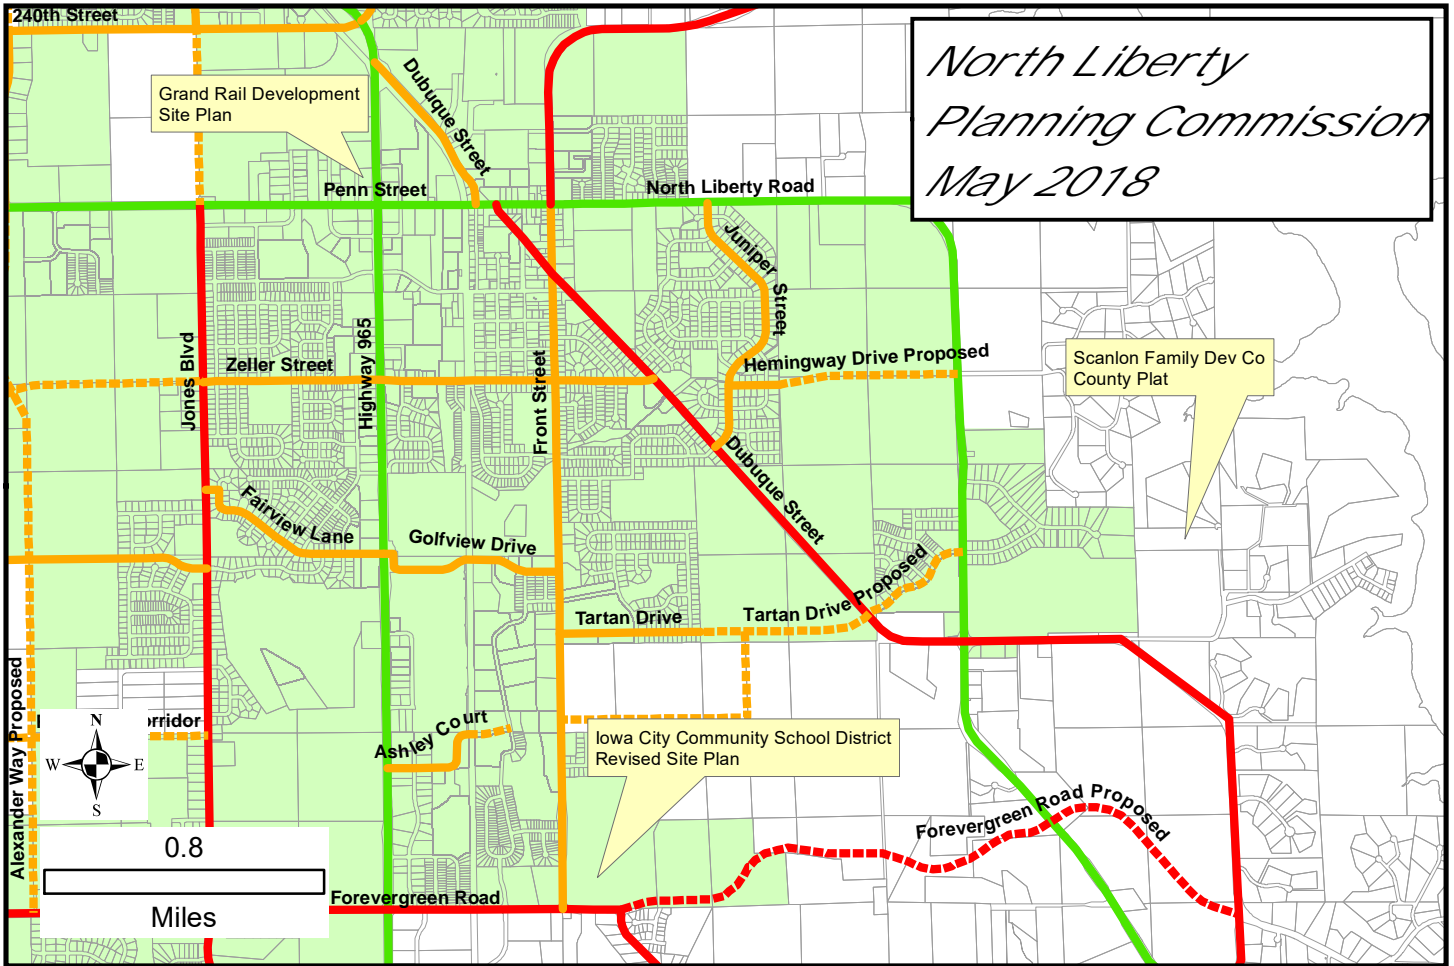 240th Street
North Liberty
Planning Commission
May 2018
Grand Rail Development
Site Plan
Dubuque Street
Penn Street
North Liberty Road
Juniper Street
Jones Blvd
Zeller Street
Highway 965
Front Street
Hemingway Drive Proposed
Scanlon Family Dev Co
County Plat
Dubuque Street
Fairview Lane
Golfview Drive
Tartan Drive
Tartan Drive Proposed
Alexander Way Proposed
Ashley Court
Iowa City Community School District
Revised Site Plan
N
W
E
S
Forevergreen Road Proposed
0.8
Miles
Forevergreen Road